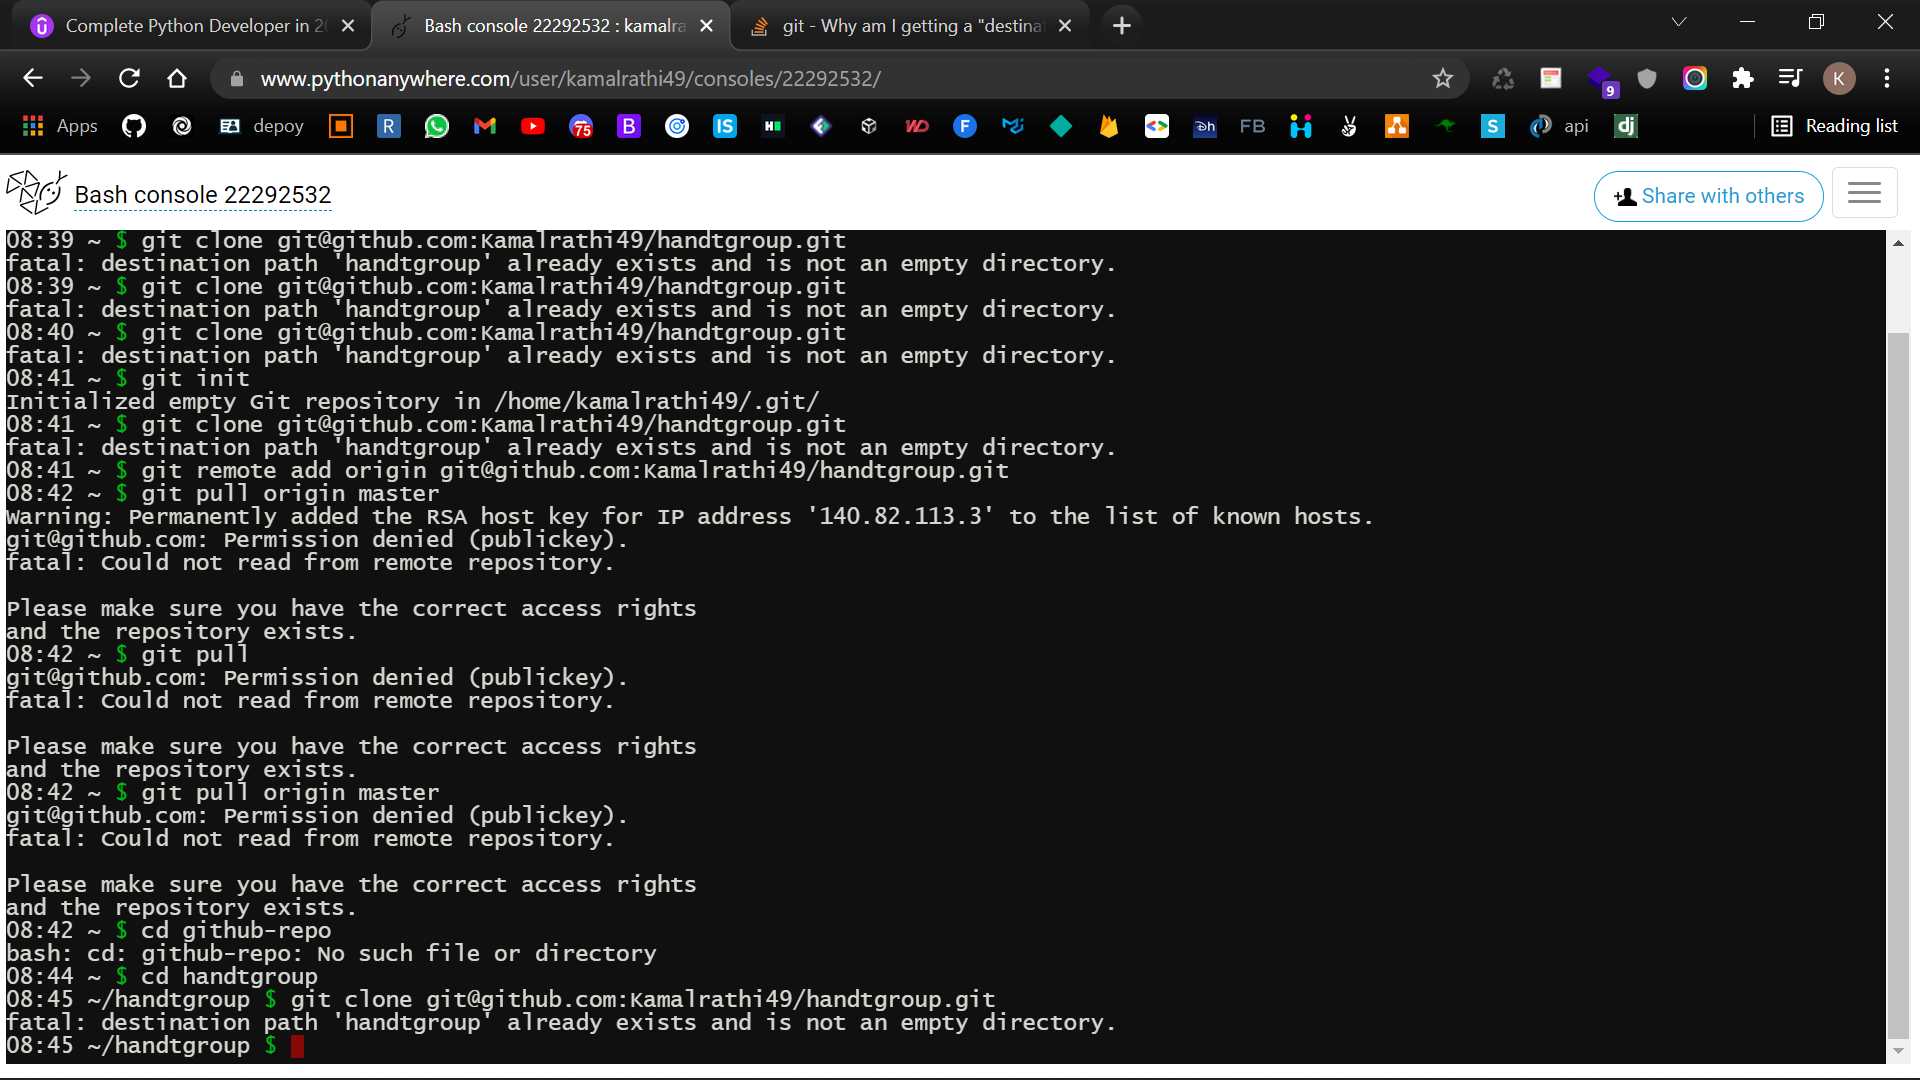 Complete Python Developer in 20
Bash console 22292532 : kamalra
git - Why am I getting a "destinat
www.pythonanywhere.com/user/kamalrathi49/consoles/22292532/
9
K
Apps
depoy
R
75
B
IS
H
WD
F
Dh
FB
S
api
dj
Reading list
Bash console 22292532
Share with others
08:39 ~ $ git clone git@github.com:Kamalrathi49/handtgroup.git
fatal: destination path 'handtgroup' already exists and is not an empty directory.
08:39 ~ $ git clone git@github.com:Kamalrathi49/handtgroup.git
fatal: destination path 'handtgroup' already exists and is not an empty directory.
08:40 ~ $ git clone git@github.com:Kamalrathi49/handtgroup.git
fatal: destination path 'handtgroup' already exists and is not an empty directory.
08:41 ~ $ git init
Initialized empty Git repository in /home/kamalrathi49/.git/
08:41 ~ $ git clone git@github.com:Kamalrathi49/handtgroup.git
fatal: destination path 'handtgroup' already exists and is not an empty directory.
08:41 ~ $ git remote add origin git@github.com:Kamalrathi49/handtgroup.git
08:42 ~ $ git pull origin master
Warning: Permanently added the RSA host key for IP address '140.82.113.3' to the list of known hosts.
git@github.com: Permission denied (publickey).
fatal: Could not read from remote repository.
Please make sure you have the correct access rights
and the repository exists.
08:42 ~ $ git pull
git@github.com: Permission denied (publickey).
fatal: Could not read from remote repository.
Please make sure you have the correct access rights
and the repository exists.
08:42 ~ $ git pull origin master
git@github.com: Permission denied (publickey).
fatal: Could not read from remote repository.
Please make sure you have the correct access rights
and the repository exists.
08:42 ~ $ cd github-repo
bash: cd: github-repo: No such file or directory
08:44 ~ $ cd handtgroup
08:45 ~/handtgroup $ git clone git@github.com:Kamalrathi49/handtgroup.git
fatal: destination path 'handtgroup' already exists and is not an empty directory.
08:45 ~/handtgroup $